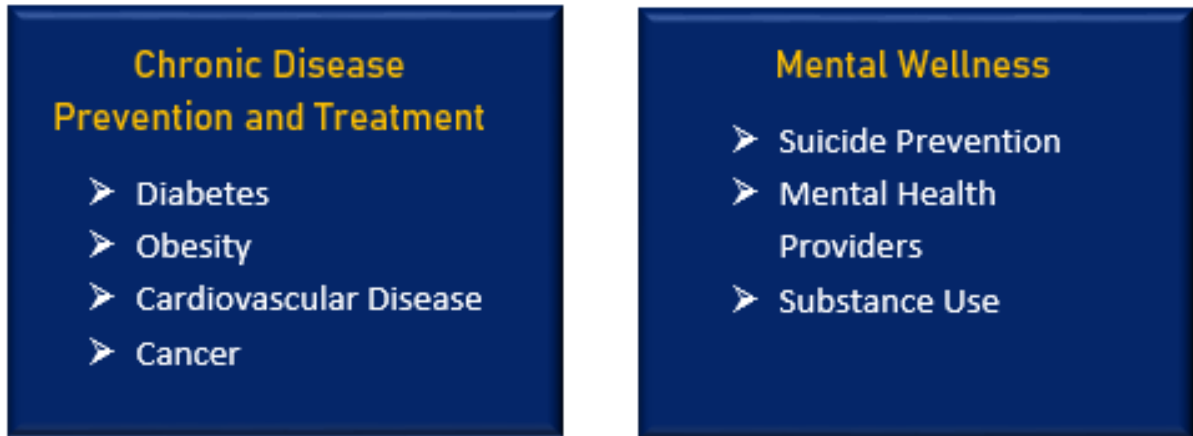 Chronic Disease
Prevention and Treatment
➢ Diabetes
➢ Obesity
➢ Cardiovascular Disease
➢ Cancer
Mental Wellness
➢ Suicide Prevention
➢ Mental Health
Providers
➢ Substance Use